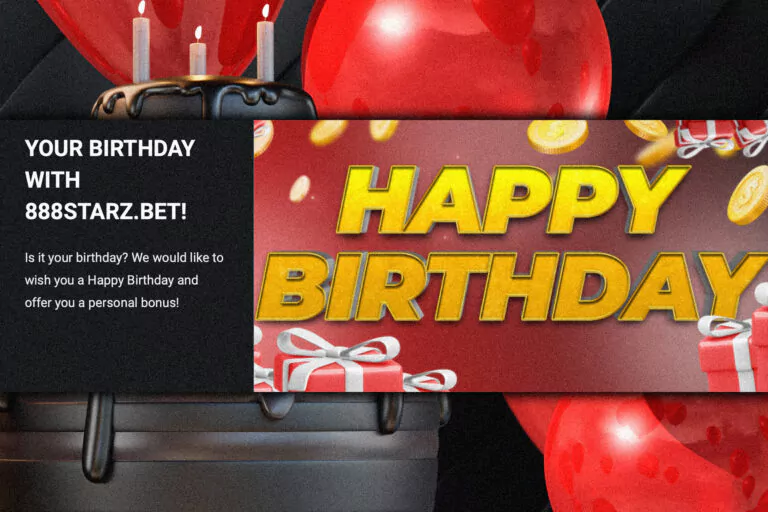 YOUR BIRTHDAY
WITH
888STARZ.BET!
Is it your birthday? We would like to
wish you a Happy Birthday and
offer you a personal bonus!
HAPPY
BIRTHDAY